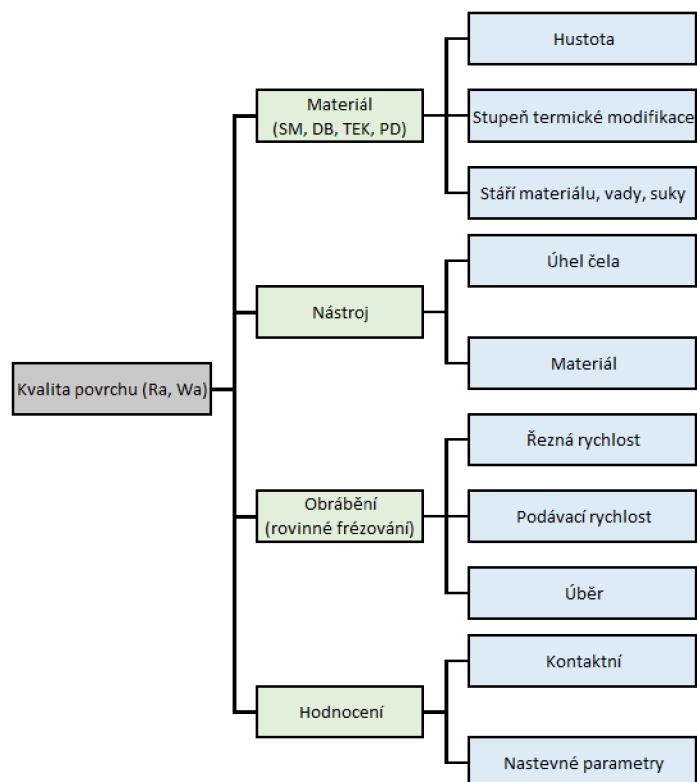 Hustota
Materiál
(SM, DB, TEK, PD)
Stupeň termické modifikace
Stáří materiálu, vady, suky
Úhel čela
Nástroj
Materiál
Kvalita povrchu (Ra, Wa)
Řezná rychlost
Obrábění
(rovinné frézování)
Podávací rychlost
Úběr
Kontaktní
Hodnocení
Nastevné parametry